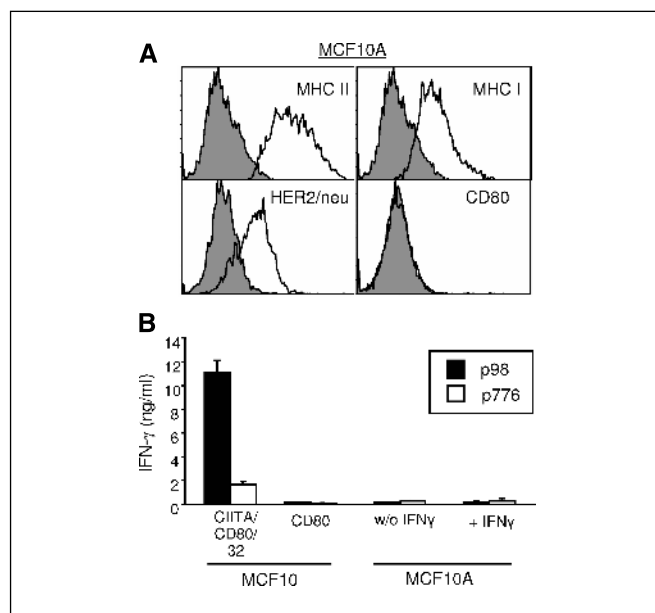 A
MCF10A
MHC II
MHC I
HER2/neu
CD80
B
IFN-γ (ng/ml)
14
12
10
8
6
4
2
0
p98
p776
CIITA/
CD80/
32
CD80
w/o IFNγ
+ IFNγ
MCF10
MCF10A